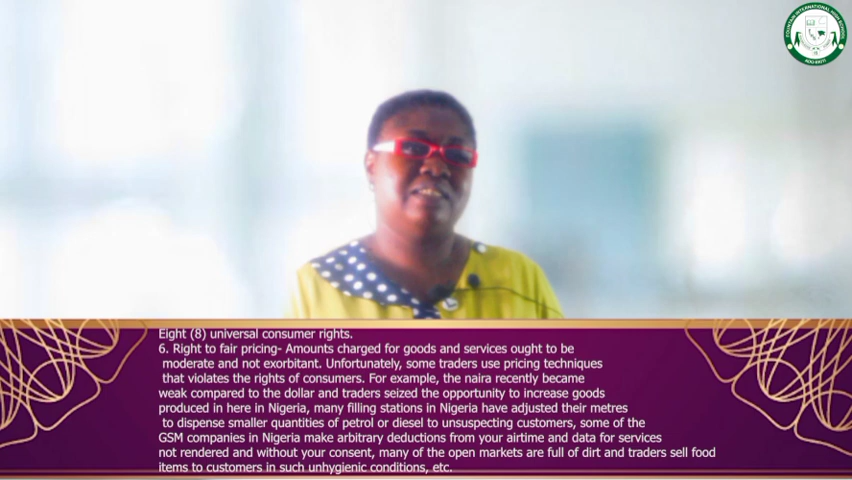 FOUNTAIN INTERNATIONAL HIGH SCHOOL
ADO-EKITI
Eight (8) universal consumer rights.
6. Right to fair pricing- Amounts charged for goods and services ought to be
moderate and not exorbitant. Unfortunately, some traders use pricing techniques
that violates the rights of consumers. For example, the naira recently became
weak compared to the dollar and traders seized the opportunity to increase goods
produced in here in Nigeria, many filling stations in Nigeria have adjusted their metres
to dispense smaller quantities of petrol or diesel to unsuspecting customers, some of the
GSM companies in Nigeria make arbitrary deductions from your airtime and data for services
not rendered and without your consent, many of the open markets are full of dirt and traders sell food
items to customers in such unhygienic conditions, etc.